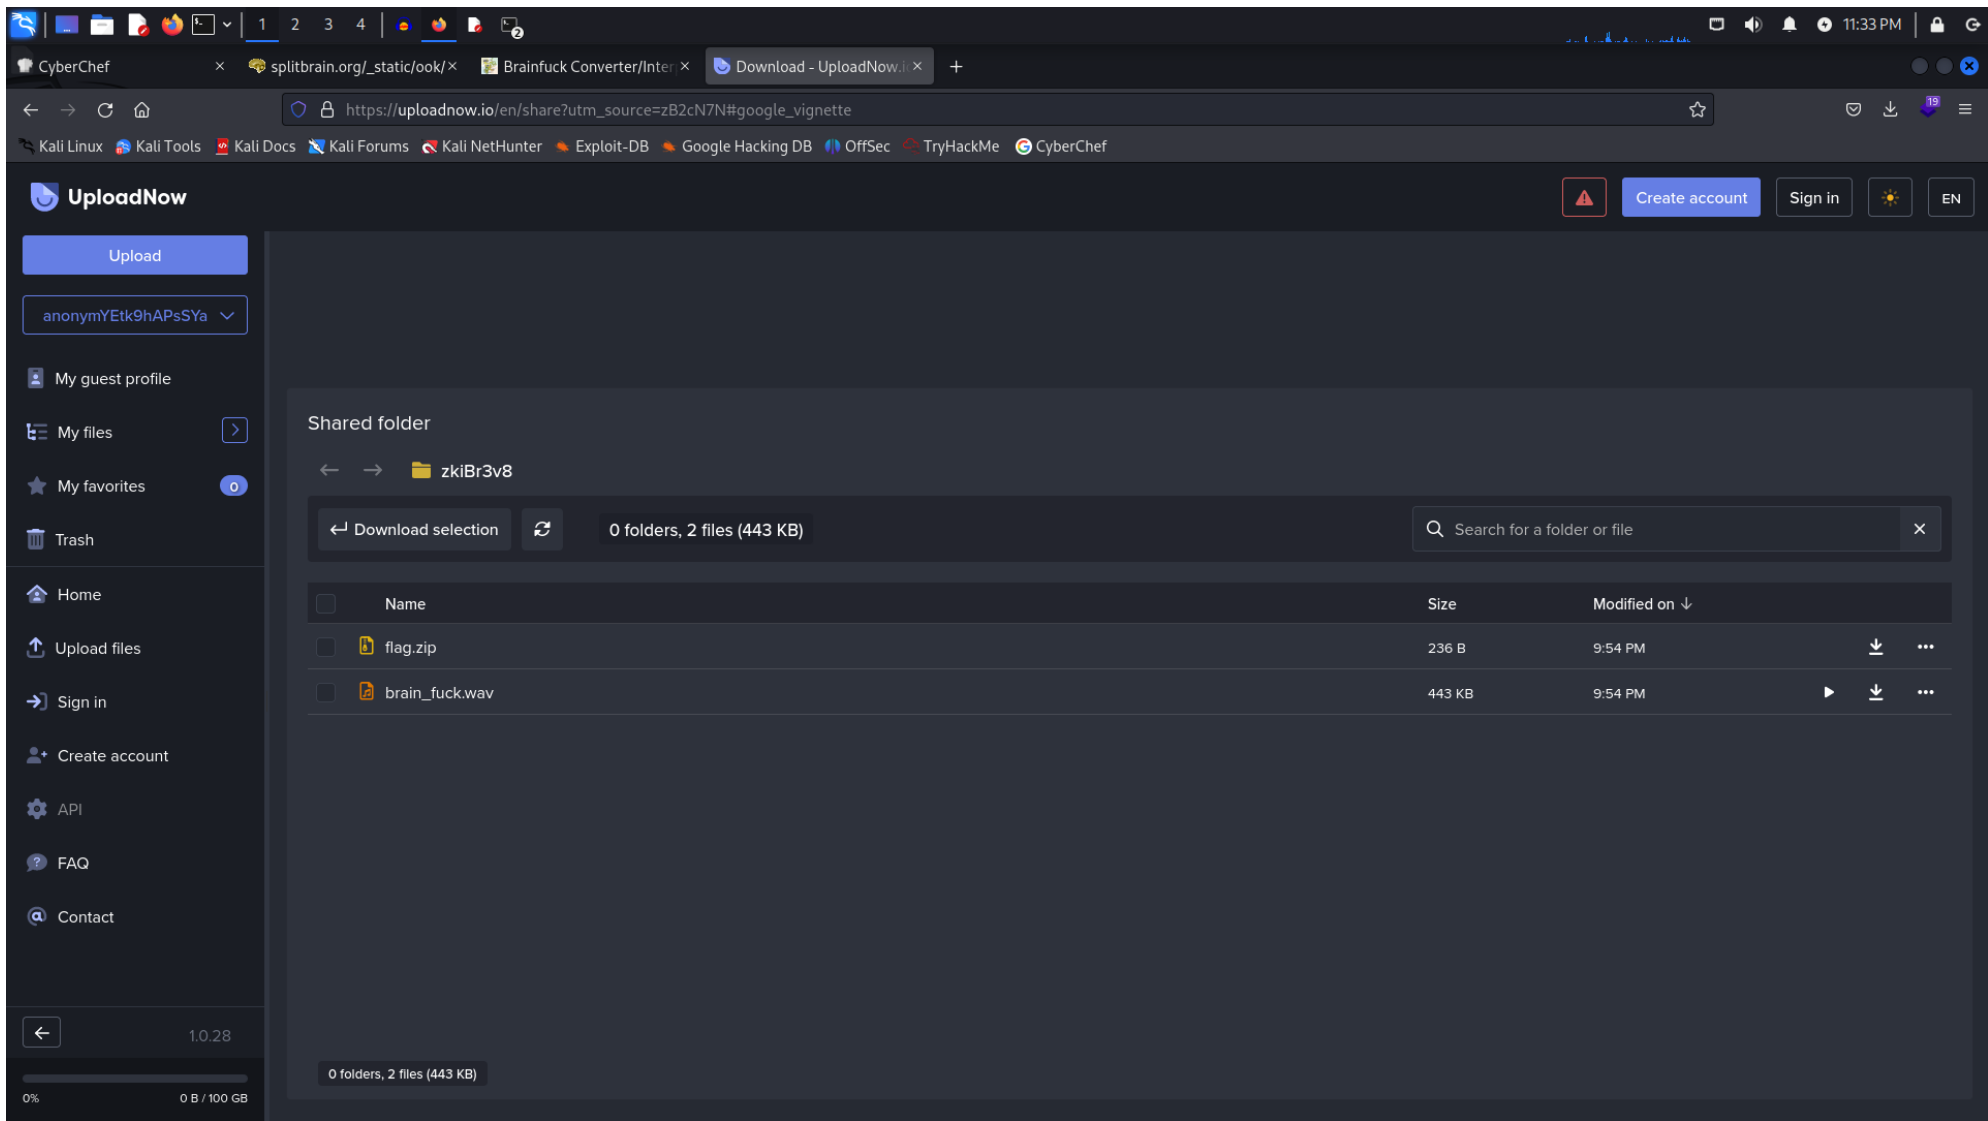 1 2 3 4 2 11:33 PM
CyberChef splitbrain.org/_static/ook/ Brainfuck Converter/Inter Download - UploadNow.i
https://uploadnow.io/en/share?utm_source=zB2cN7N#google_vignette 19
Kali Linux Kali Tools Kali Docs Kali Forums Kali NetHunter Exploit-DB Google Hacking DB OffSec TryHackMe CyberChef
UploadNow Create account Sign in EN
Upload
anonymYEtk9hAPsSYa
My guest profile
My files
My favorites 0
Trash
Home
Upload files
Sign in
Create account
API
FAQ
Contact
1.0.28
0% 0 B / 100 GB
Shared folder
zkiBr3v8
Download selection 0 folders, 2 files (443 KB) Search for a folder or file
Name Size Modified on
flag.zip 236 B 9:54 PM
brain_fuck.wav 443 KB 9:54 PM
0 folders, 2 files (443 KB)